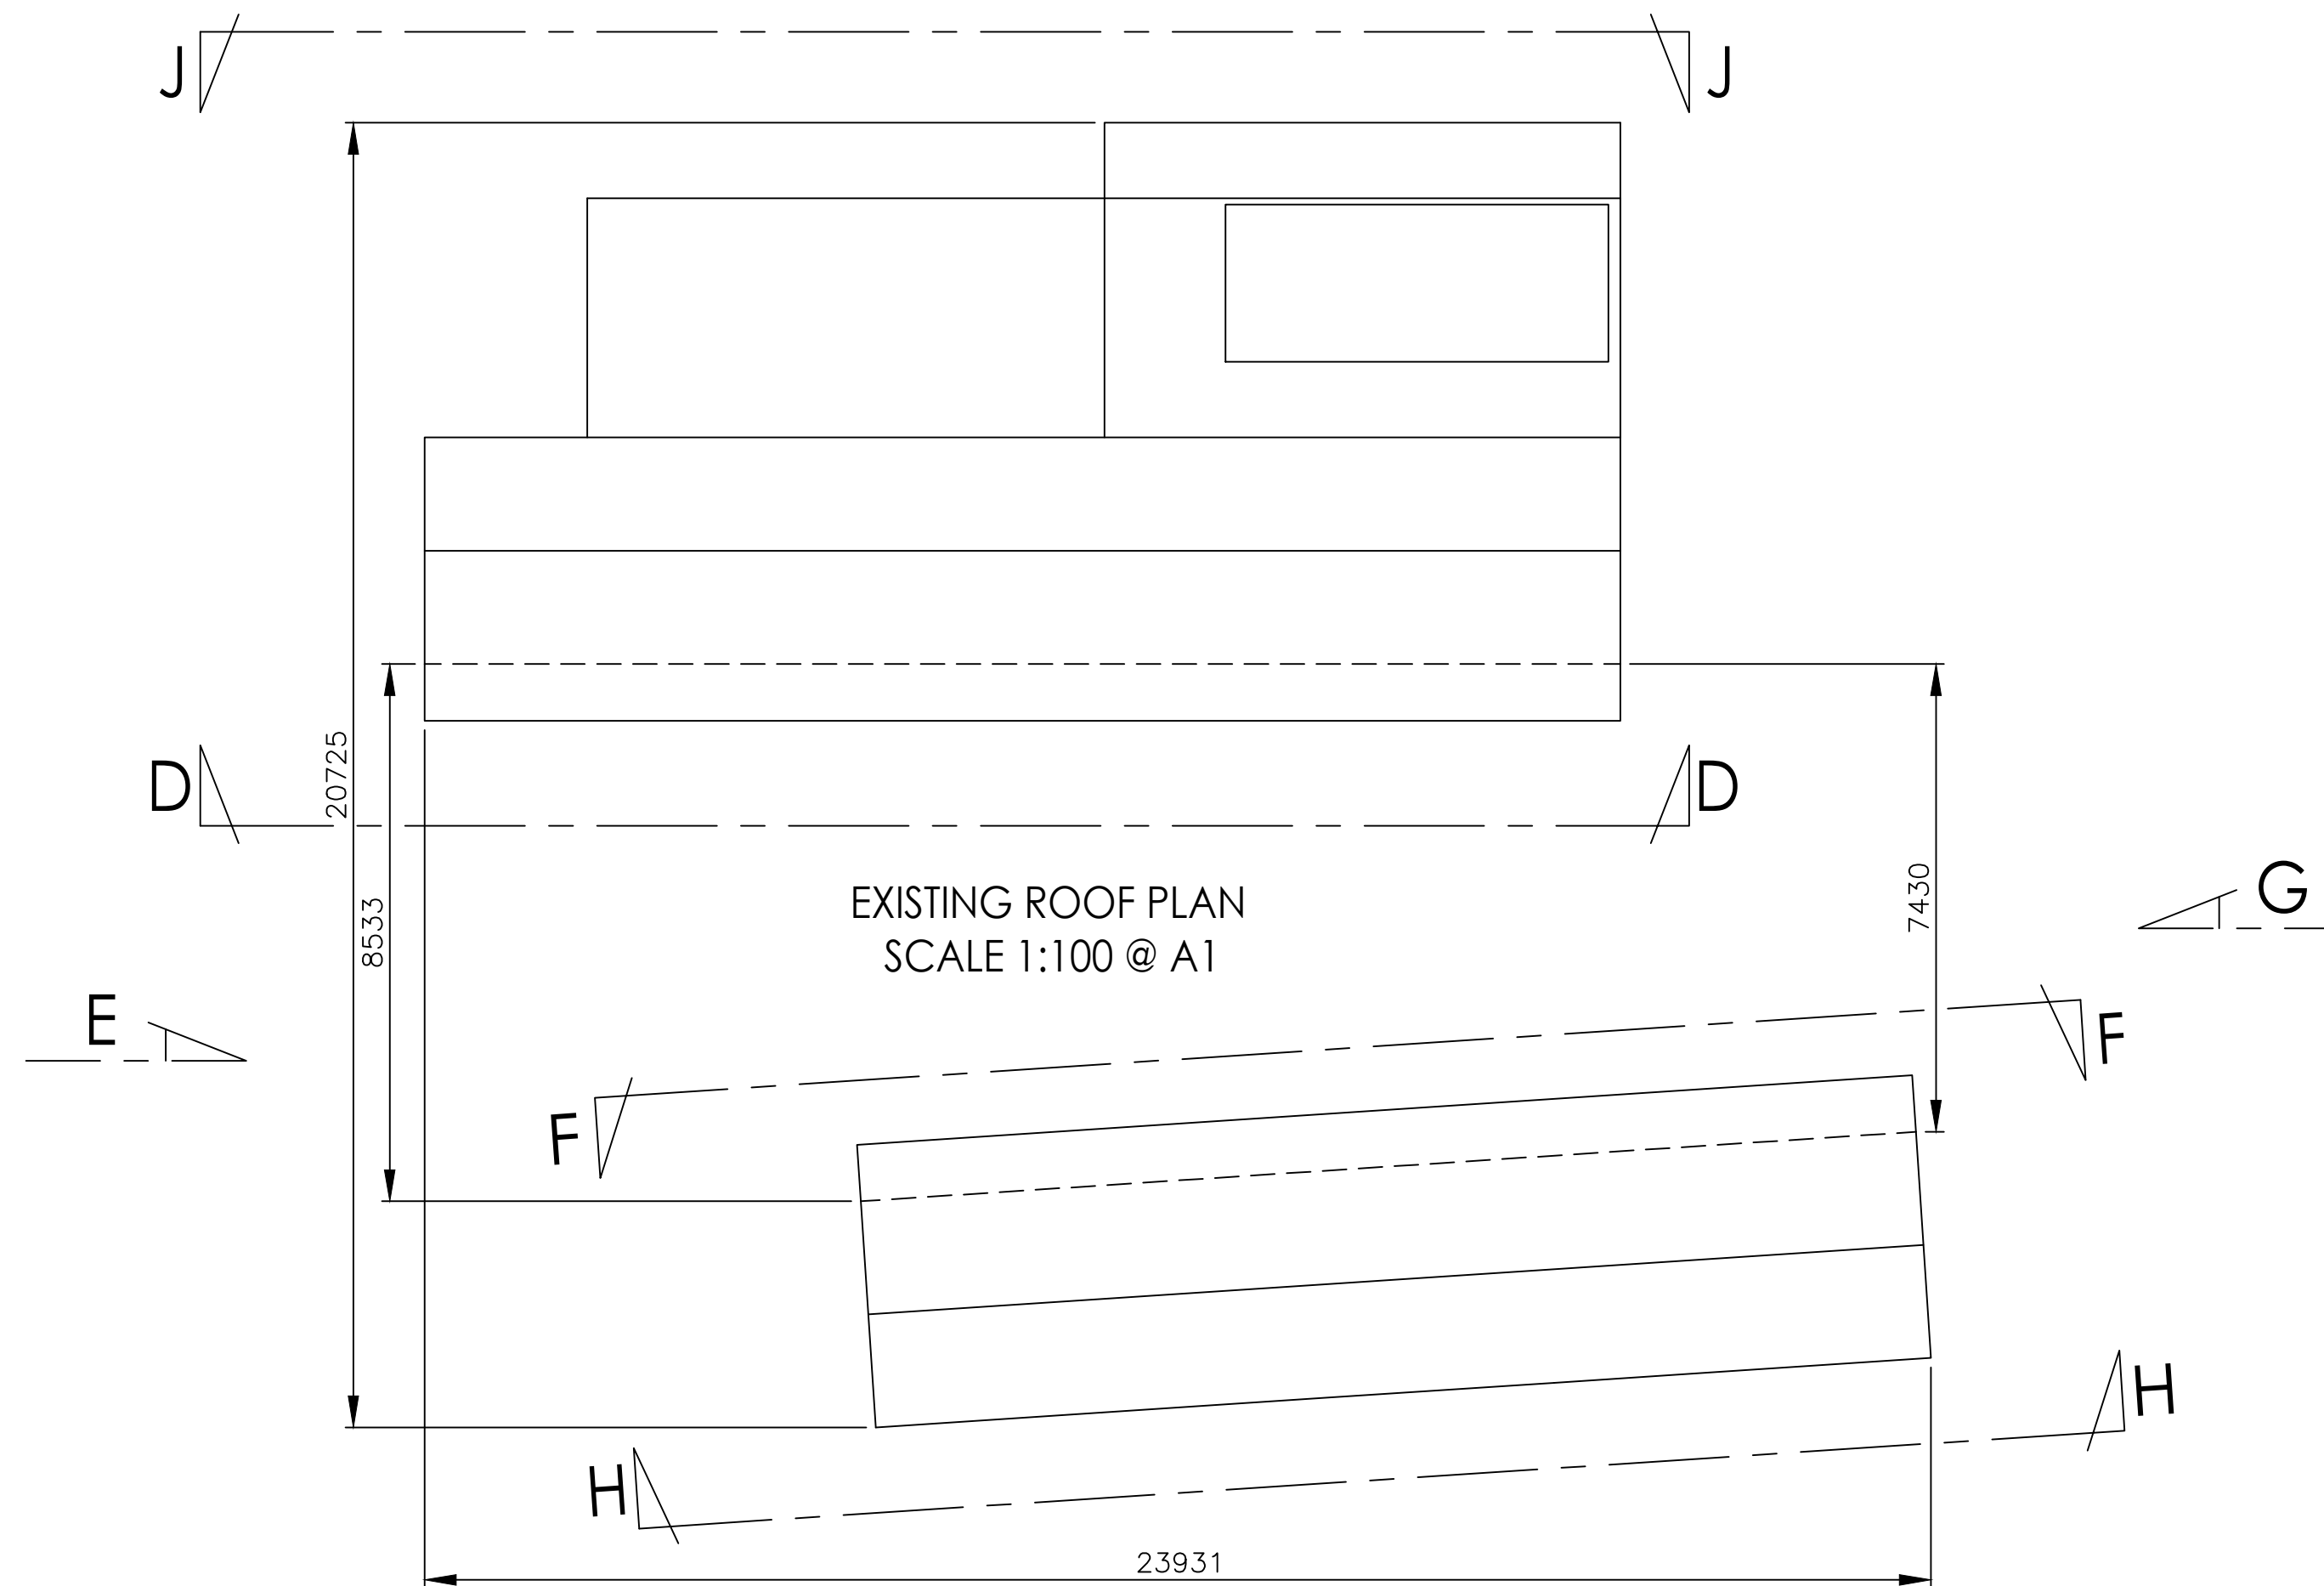 J
J
20725
D
D
EXISTING ROOF PLAN
SCALE 1:100 @ A1
8533
7430
G
E
F
F
H
H
23931